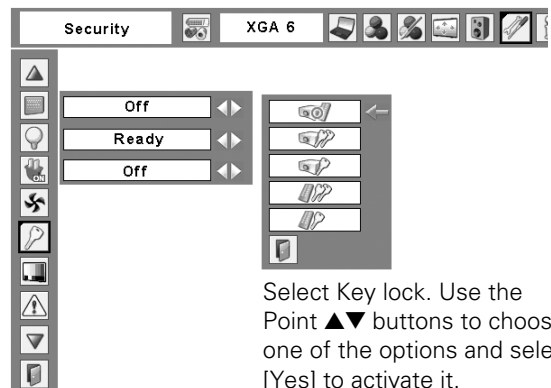 Security XGA 6
Off
Ready
Off
ON
Select Key lock. Use the
Point ▲▼ buttons to choos
one of the options and sele
[Yes] to activate it.